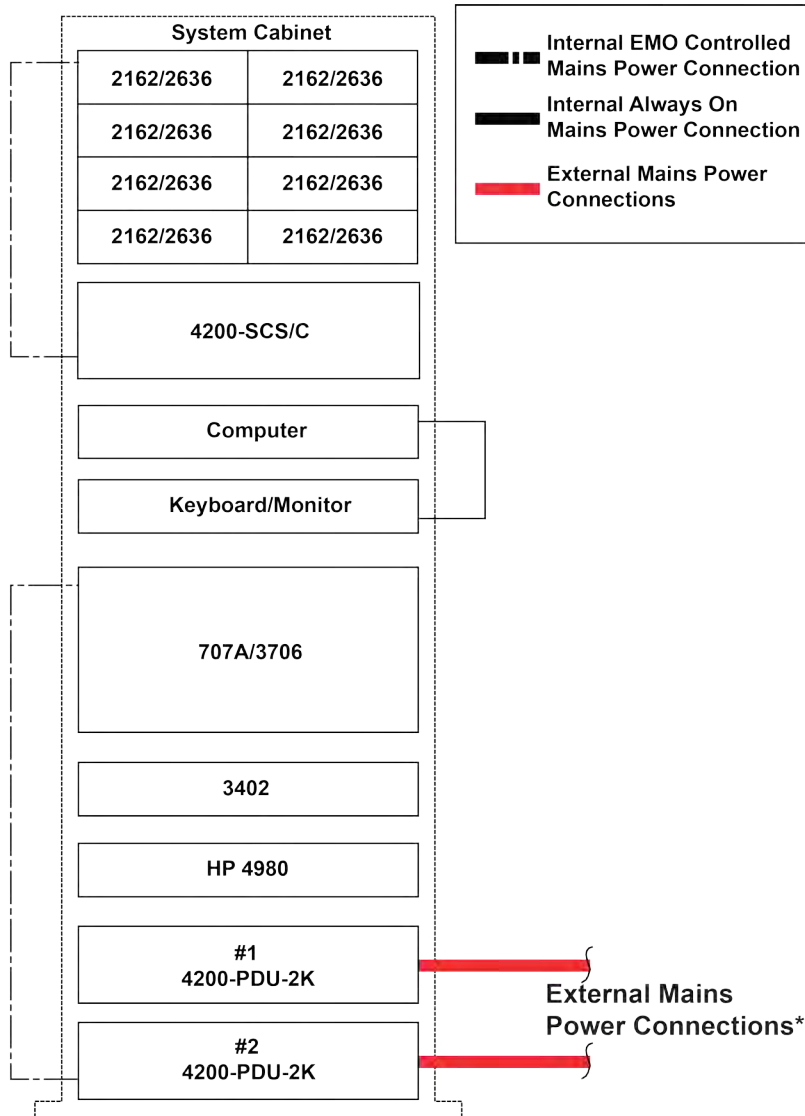 System Cabinet
2162/2636 2162/2636
2162/2636 2162/2636
2162/2636 2162/2636
2162/2636 2162/2636
4200-SCS/C
Computer
Keyboard/Monitor
707A/3706
3402
HP 4980
#1
4200-PDU-2K
#2
4200-PDU-2K
Internal EMO Controlled
Mains Power Connection
Internal Always On
Mains Power Connection
External Mains Power
Connections
External Mains
Power Connections*